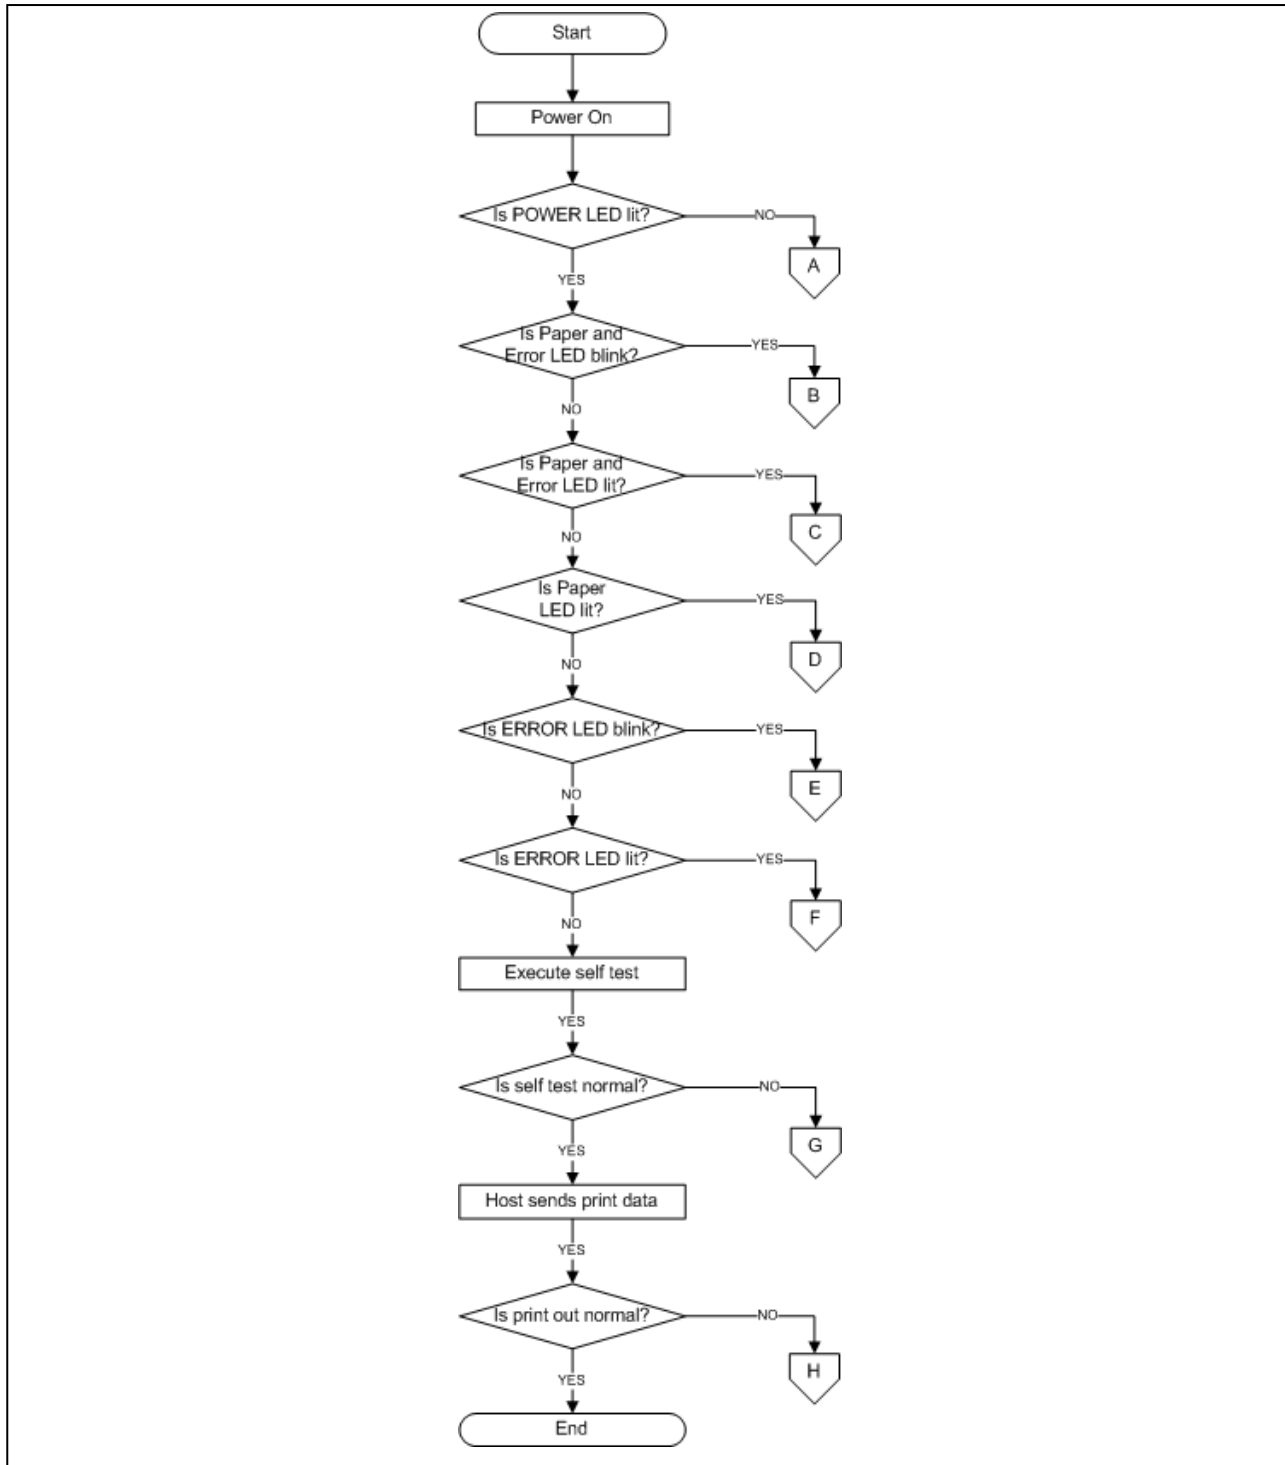 Start
Power On
Is POWER LED lit?
NO
A
YES
Is Paper and
Error LED blink?
YES
B
NO
Is Paper and
Error LED lit?
YES
C
NO
Is Paper
LED lit?
YES
D
NO
Is ERROR LED blink?
YES
E
NO
Is ERROR LED lit?
YES
F
NO
Execute self test
YES
Is self test normal?
NO
G
YES
Host sends print data
YES
Is print out normal?
NO
H
YES
End